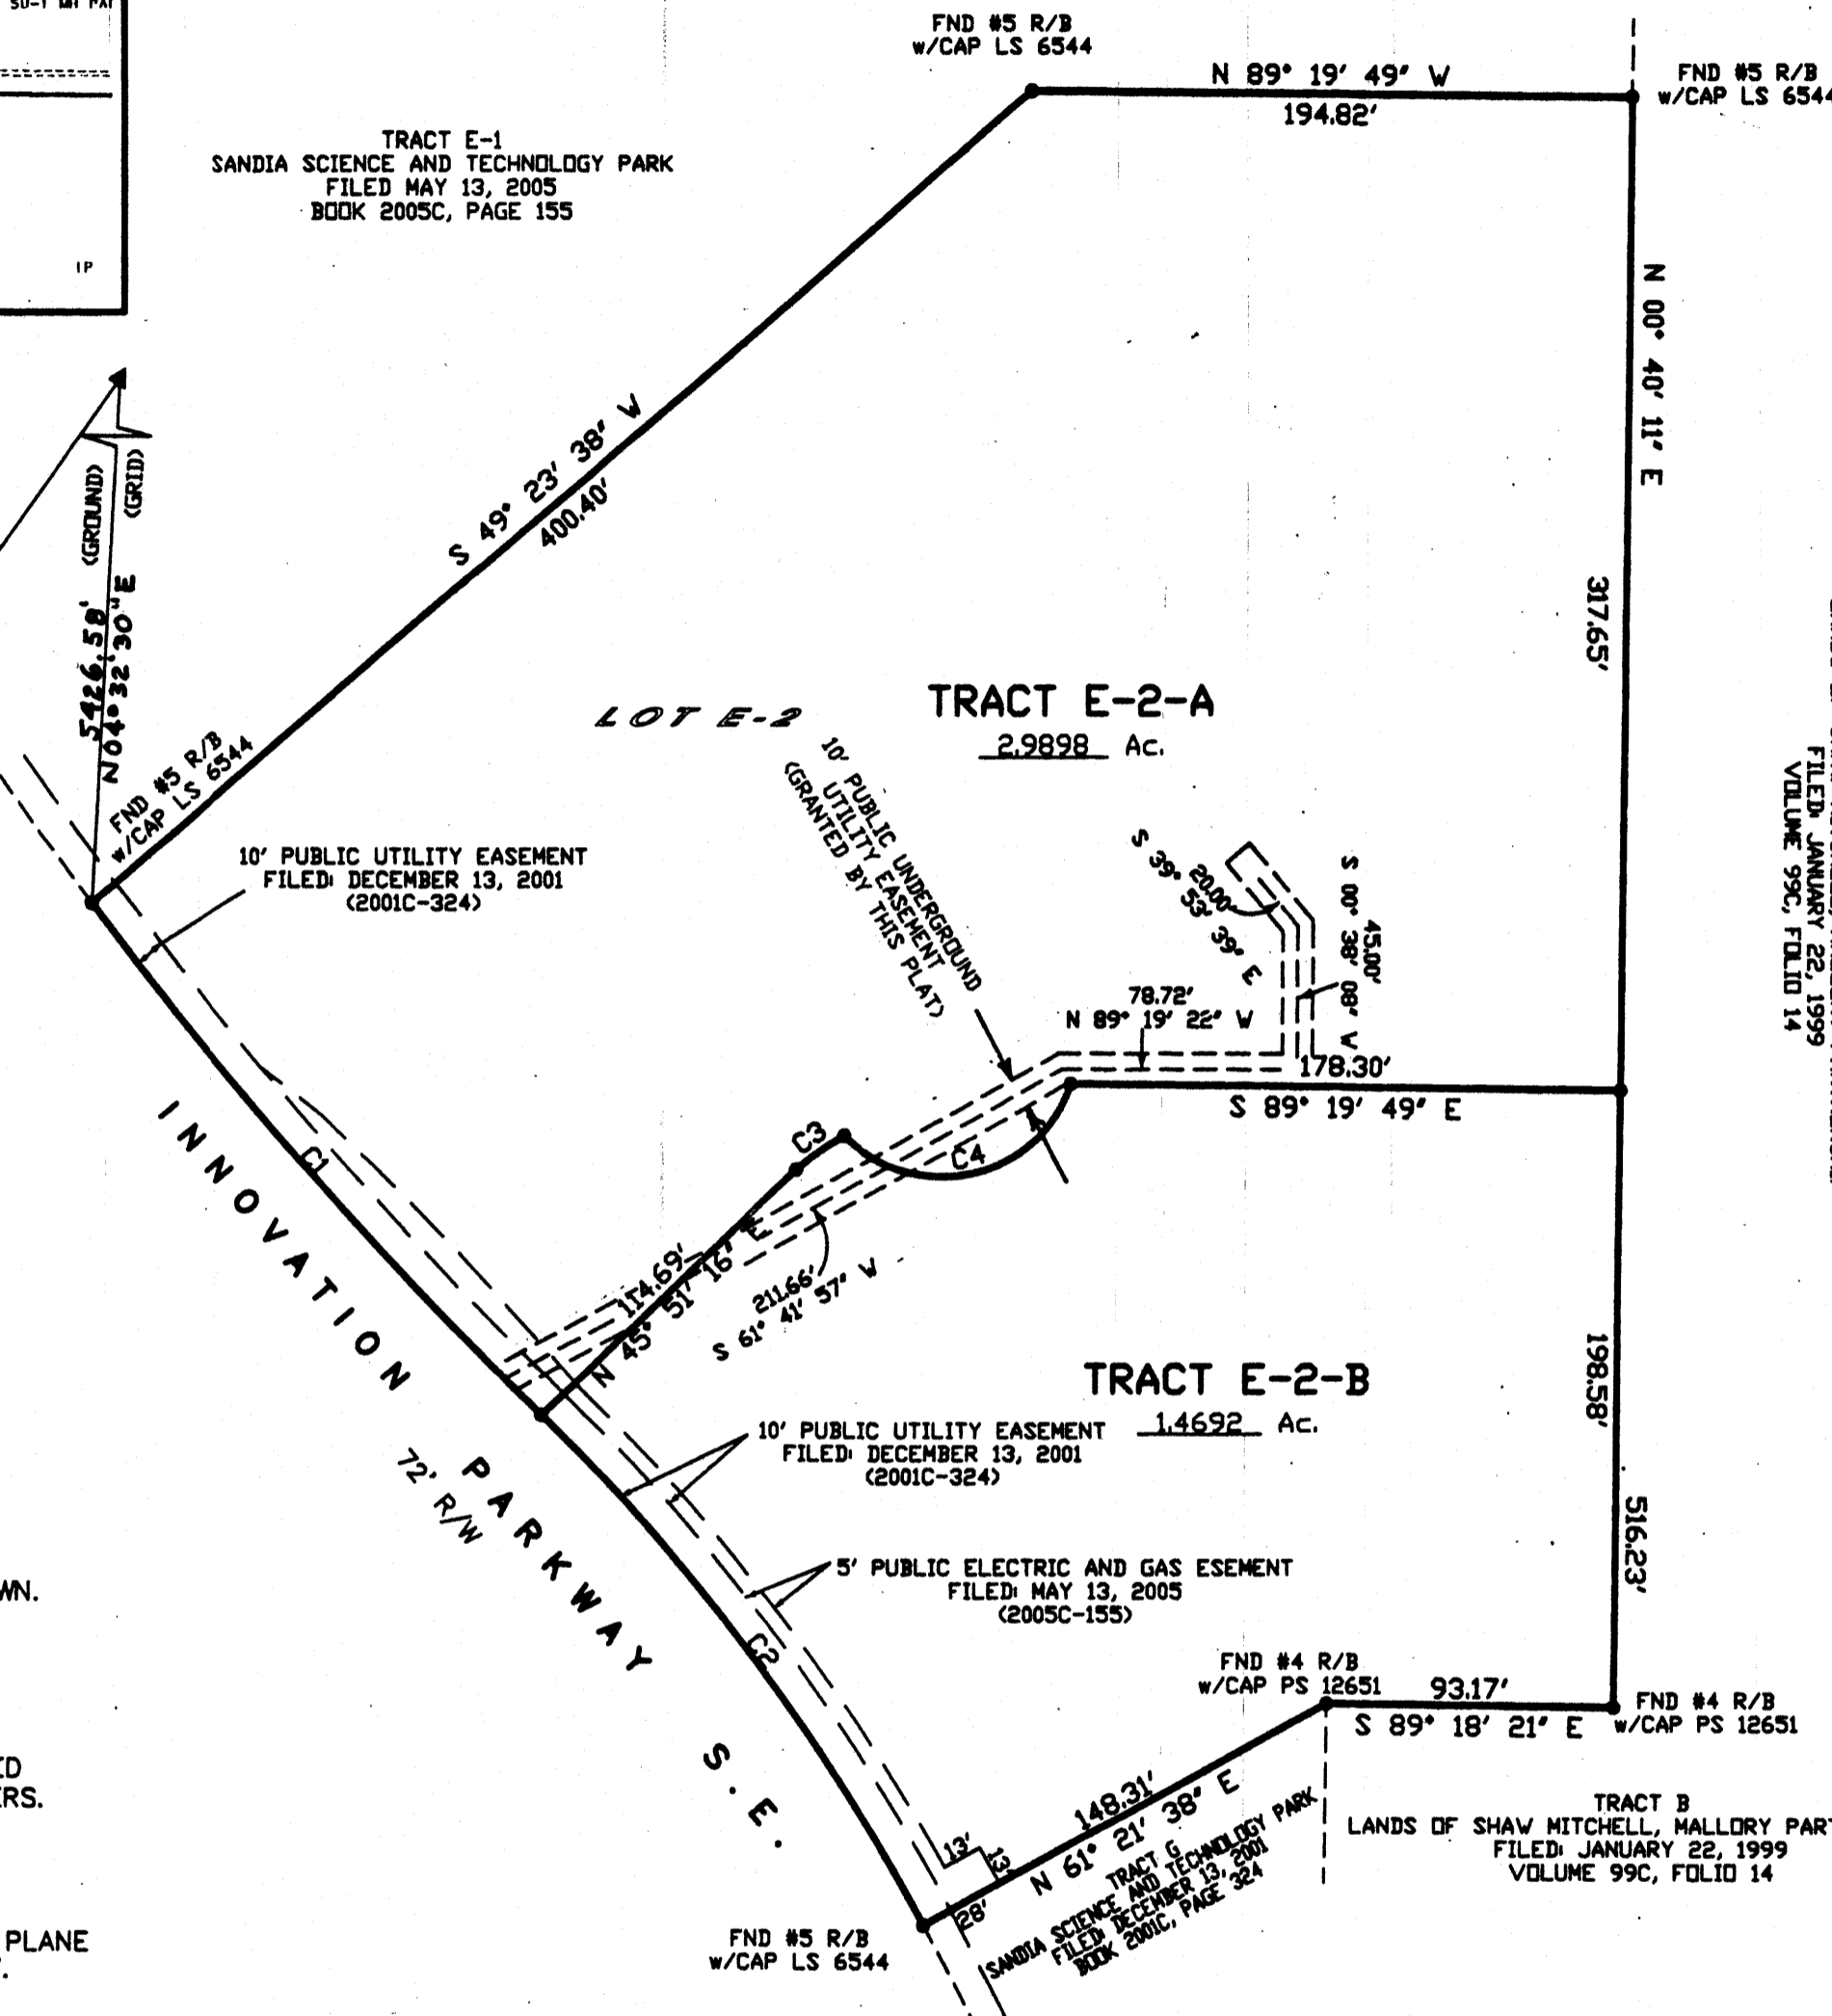 FND #5 R/B
w/CAP LS 6544
N 89° 19' 49" W
194.82'
FND #5 R/B
w/CAP LS 6544
TRACT E-1
SANDIA SCIENCE AND TECHNOLOGY PARK
FILED MAY 13, 2005
BOOK 2005C, PAGE 155
IP
N 00° 40' 11" E
317.65'
S 49° 23' 38" W
400.40'
5426.58' (GROUND)
N 04° 32' 30" E (GRID)
FND #5 R/B
w/CAP LS 6544
LOT E-2
TRACT E-2-A
2.9898 Ac.
10' PUBLIC UNDERGROUND
UTILITY EASEMENT
(GRANTED BY THIS PLAT)
10' PUBLIC UTILITY EASEMENT
FILED: DECEMBER 13, 2001
(2001C-324)
20.00'
S 39° 53' 39" E
45.00'
S 00° 38' 08" W
78.72'
N 89° 19' 22" W
178.30'
S 89° 19' 49" E
FILED: JANUARY 22, 1999
VOLUME 99C, FOLIO 14
C1
C3
C4
114.69'
N 45° 51' 16" E
211.66'
S 61° 41' 57" W
INNOVATION PARKWAY S.E.
72' R/W
TRACT E-2-B
1.4692 Ac.
198.58'
516.23'
10' PUBLIC UTILITY EASEMENT
FILED: DECEMBER 13, 2001
(2001C-324)
5' PUBLIC ELECTRIC AND GAS ESEMENT
FILED: MAY 13, 2005
(2005C-155)
C2
FND #4 R/B
w/CAP PS 12651
93.17'
S 89° 18' 21" E
FND #4 R/B
w/CAP PS 12651
148.31'
N 61° 21' 38" E
13'
13'
28'
TRACT G
SANDIA SCIENCE AND TECHNOLOGY PARK
FILED: DECEMBER 13, 2001
BOOK 2001C, PAGE 324
TRACT B
LANDS OF SHAW MITCHELL, MALLORY PART
FILED: JANUARY 22, 1999
VOLUME 99C, FOLIO 14
FND #5 R/B
w/CAP LS 6544
WN.
ERS.
PLANE